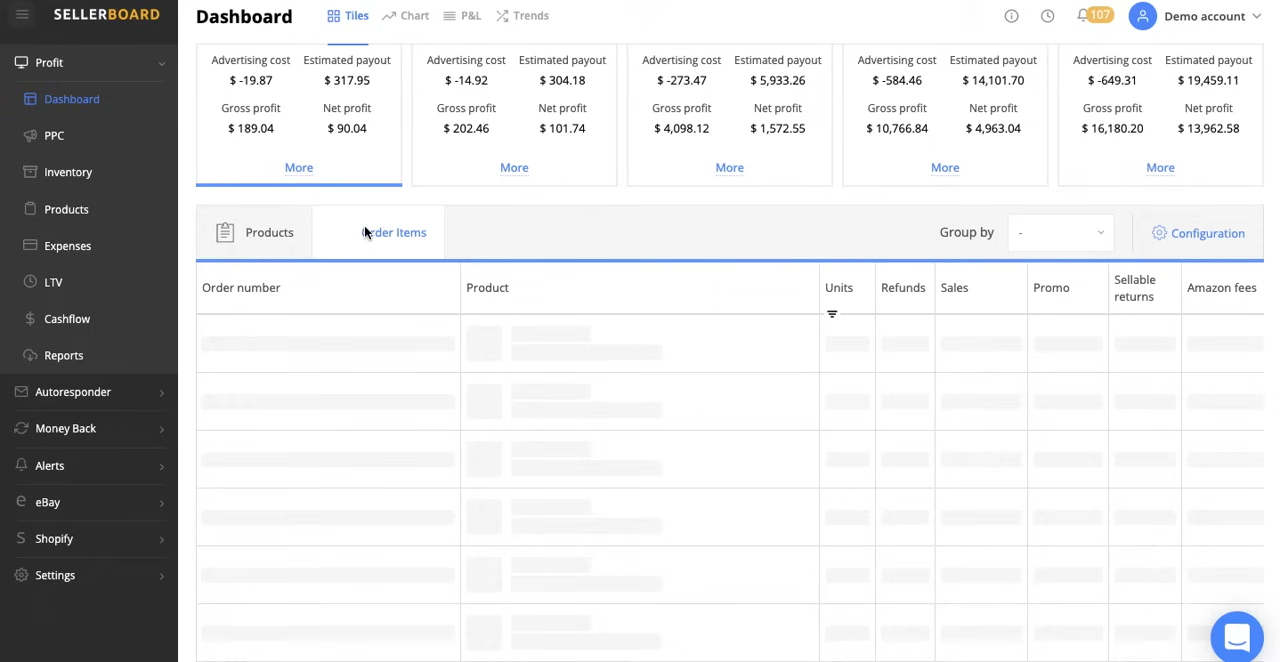 SELLERBOARD
Profit
Dashboard
PPC
Inventory
Products
Expenses
LTV
Cashflow
Reports
Autoresponder
Money Back
Alerts
eBay
Shopify
Settings
Dashboard Tiles Chart P&L Trends 107 Demo account
Advertising cost Estimated payout Advertising cost Estimated payout Advertising cost Estimated payout Advertising cost Estimated payout Advertising cost Estimated payout
$ -19.87 $ 317.95 $ -14.92 $ 304.18 $ -273.47 $ 5,933.26 $ -584.46 $ 14,101.70 $ -649.31 $ 19,459.11
Gross profit Net profit Gross profit Net profit Gross profit Net profit Gross profit Net profit Gross profit Net profit
$ 189.04 $ 90.04 $ 202.46 $ 101.74 $ 4,098.12 $ 1,572.55 $ 10,766.84 $ 4,963.04 $ 16,180.20 $ 13,962.58
More More More More More
Products Order Items Group by - Configuration
Order number Product Units Refunds Sales Promo Sellable returns Amazon fees